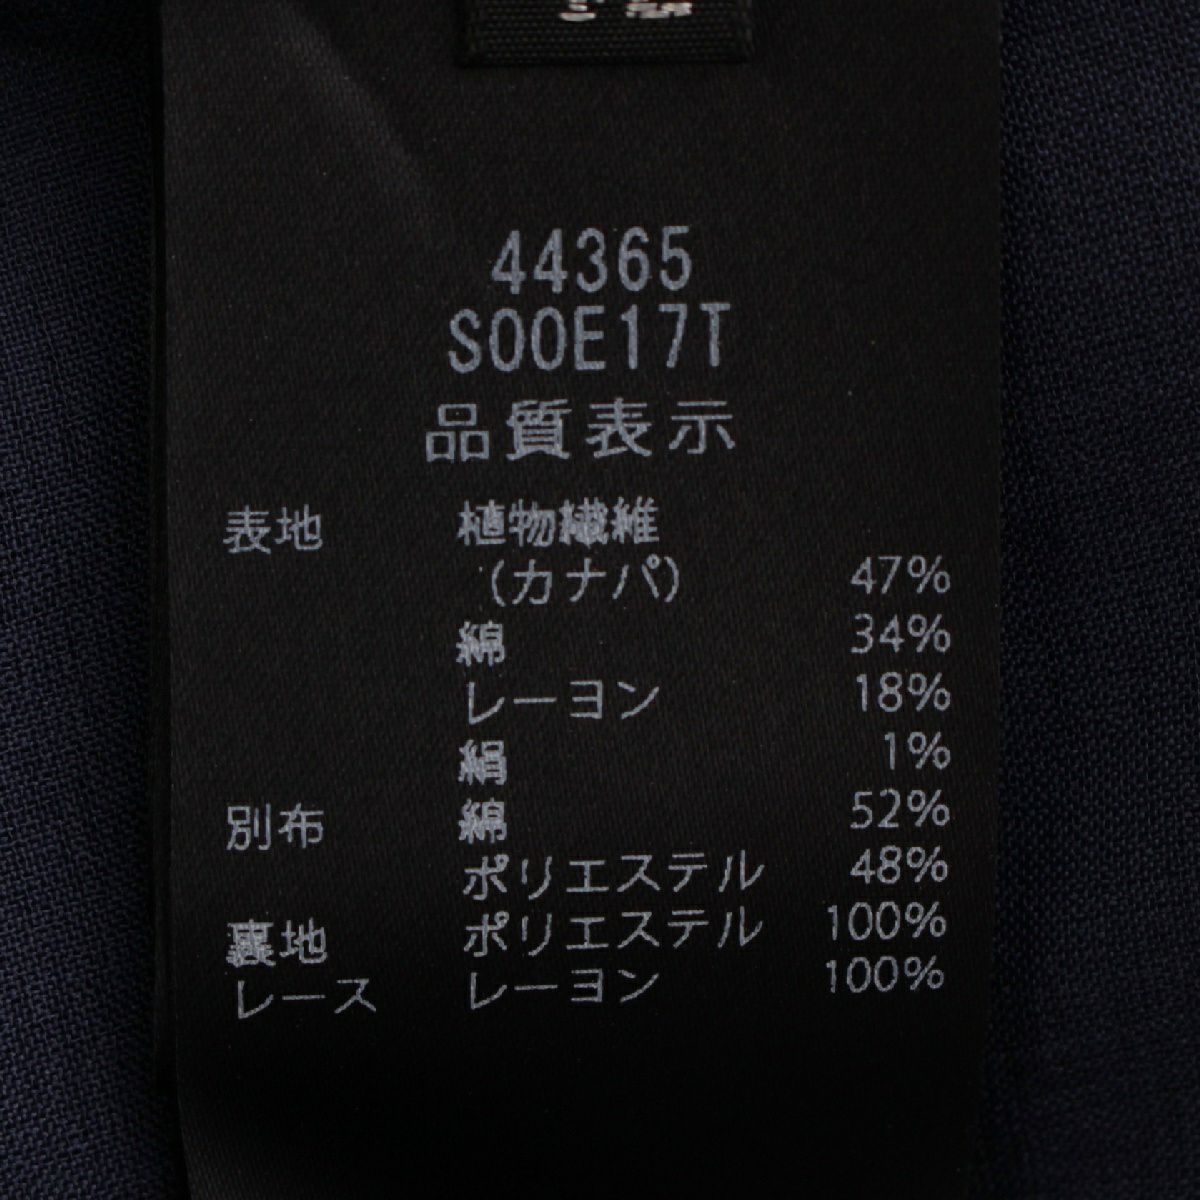 44365
S00E17T
品質表示
表地 植物繊維
(カナパ) 47%
綿 34%
レーヨン 18%
絹 1%
別布 綿 52%
ポリエステル 48%
裏地 ポリエステル 100%
レース レーヨン 100%